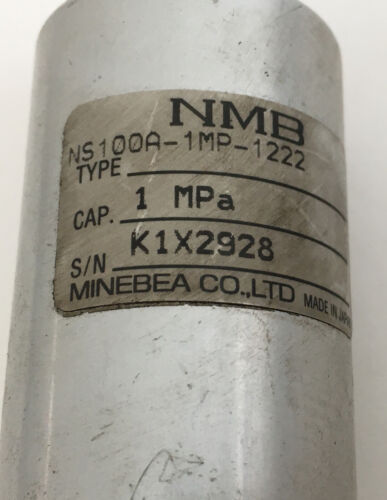 NMB
NS100A-1MP-1222
TYPE
CAP. 1 MPa
S/N K1X2928
MINEBEA CO.,LTD MADE IN JAPAN